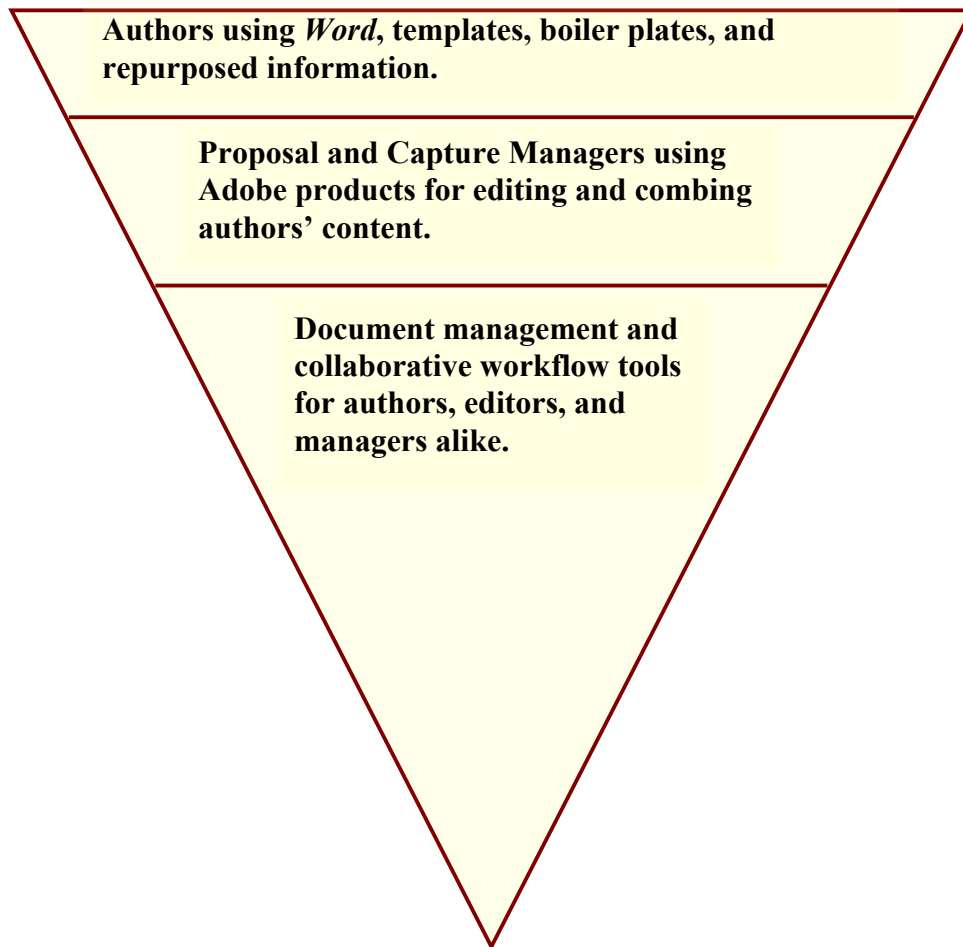 Authors using Word, templates, boiler plates, and
repurposed information.
Proposal and Capture Managers using
Adobe products for editing and combing
authors’ content.
Document management and
collaborative workflow tools
for authors, editors, and
managers alike.